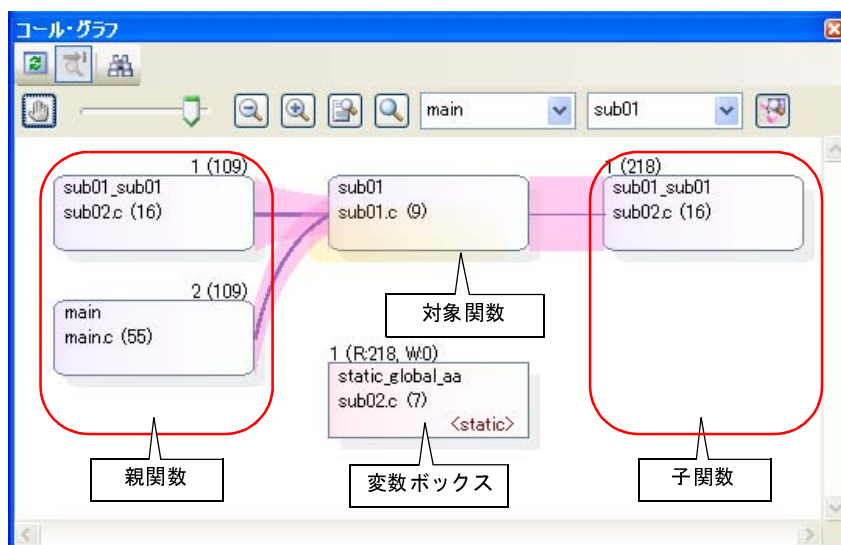 コール・グラフ
main
sub01
1 (109)
sub01_sub01
sub02.c (16)
2 (109)
main
main.c (55)
sub01
sub01.c (9)
対象関数
1 (218)
sub01_sub01
sub02.c (16)
1 (R:218, W:0)
static_global_aa
sub02.c (7)
<static>
親関数
変数ボックス
子関数